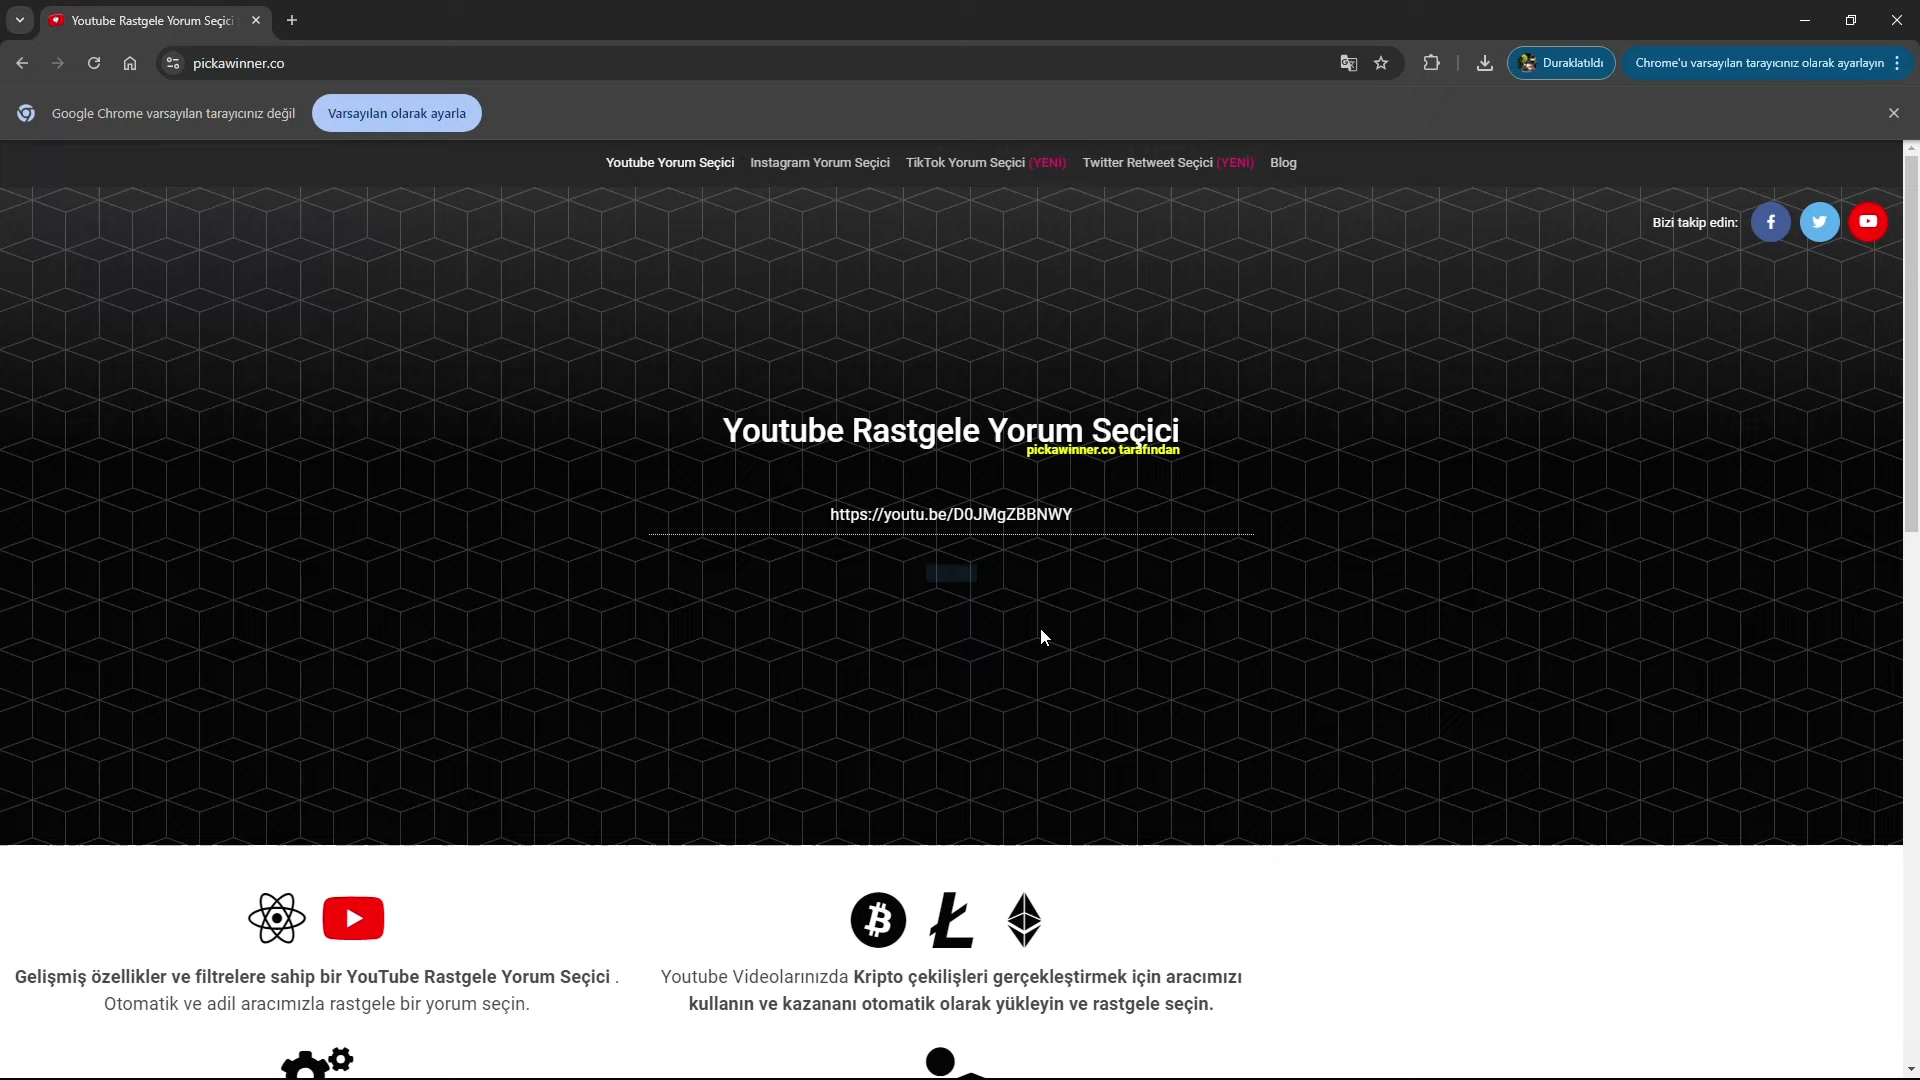 Youtube Rastgele Yorum Seçici
pickawinner.co
Duraklatıldı
Chrome'u varsayılan tarayıcınız olarak ayarlayın
Google Chrome varsayılan tarayıcınız değil
Varsayılan olarak ayarla
Youtube Yorum Seçici
Instagram Yorum Seçici
TikTok Yorum Seçici (YENİ)
Twitter Retweet Seçici (YENİ)
Blog
Bizi takip edin:
Youtube Rastgele Yorum Seçici
pickawinner.co tarafından
https://youtu.be/D0JMgZBBNWY
Gelişmiş özellikler ve filtrelere sahip bir YouTube Rastgele Yorum Seçici .
Otomatik ve adil aracımızla rastgele bir yorum seçin.
Youtube Videolarınızda Kripto çekilişleri gerçekleştirmek için aracımızı
kullanın ve kazananı otomatik olarak yükleyin ve rastgele seçin.